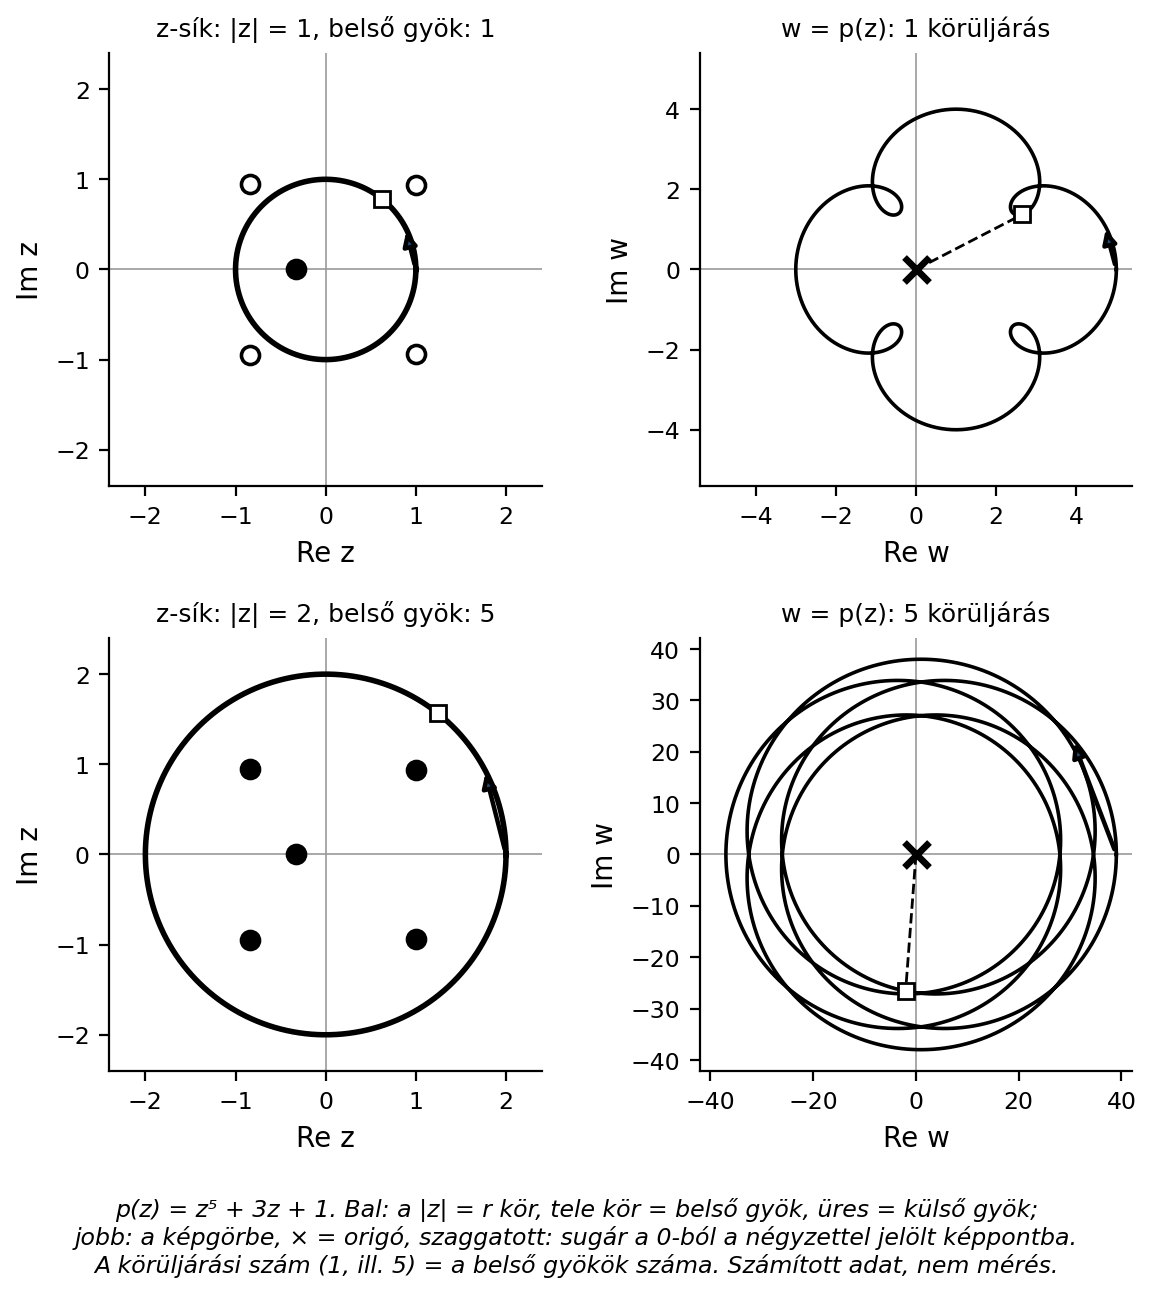 z-sík: |z| = 1, belső gyök: 1
w = p(z): 1 körüljárás
2
1
0
−1
−2
Im z
−2
−1
0
1
2
Re z
4
2
0
−2
−4
Im w
−4
−2
0
2
4
Re w
z-sík: |z| = 2, belső gyök: 5
w = p(z): 5 körüljárás
2
1
0
−1
−2
Im z
−2
−1
0
1
2
Re z
40
30
20
10
0
−10
−20
−30
−40
Im w
−40
−20
0
20
40
Re w
p(z) = z⁵ + 3z + 1. Bal: a |z| = r kör, tele kör = belső gyök, üres = külső gyök;
jobb: a képgörbe, × = origó, szaggatott: sugár a 0-ból a négyzettel jelölt képpontba.
A körüljárási szám (1, ill. 5) = a belső gyökök száma. Számított adat, nem mérés.